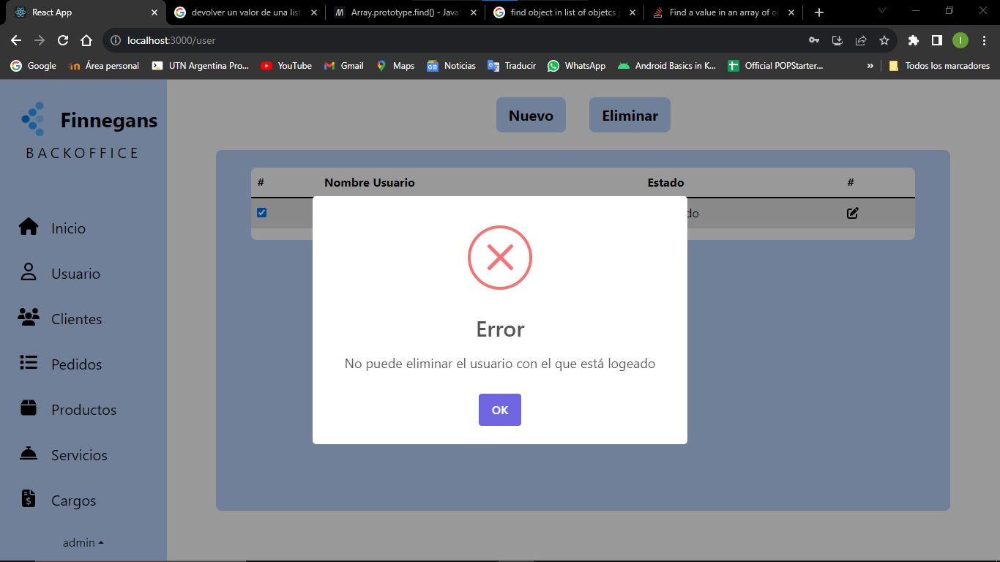 React App
devolver un valor de una list
Array.prototype.find() - Java
find object in list of objetcs j
Find a value in an array of ob
localhost:3000/user
I
Google
Área personal
UTN Argentina Pro...
YouTube
Gmail
Maps
Noticias
Traducir
WhatsApp
Android Basics in K...
Official POPStarter...
»
Todos los marcadores
Finnegans
BACKOFFICE
Inicio
Usuario
Clientes
Pedidos
Productos
Servicios
Cargos
admin
Nuevo
Eliminar
# Nombre Usuario Estado #
do
Error
No puede eliminar el usuario con el que está logeado
OK